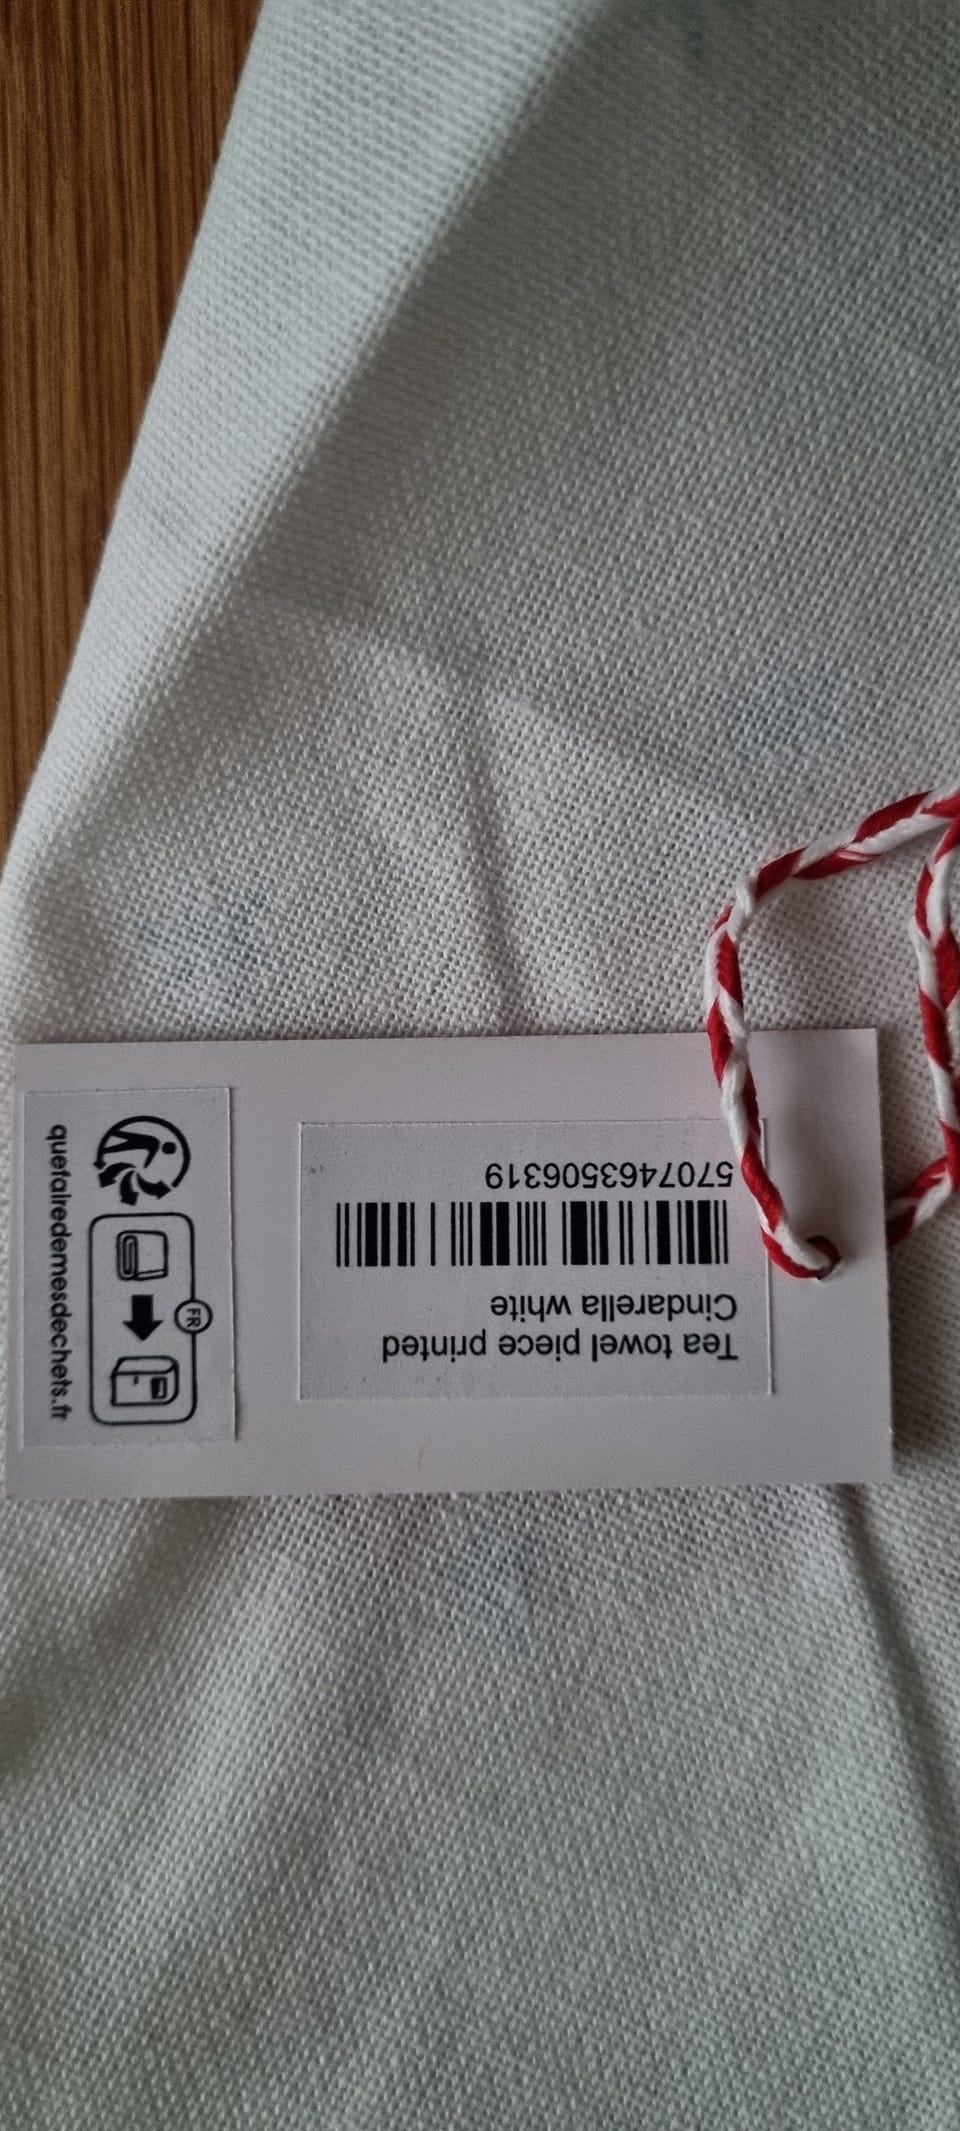 Tea towel piece printed
Cindarella white
5707463506319
FR
quefairedemesdechets.fr